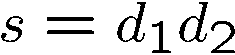 s = d₁d₂